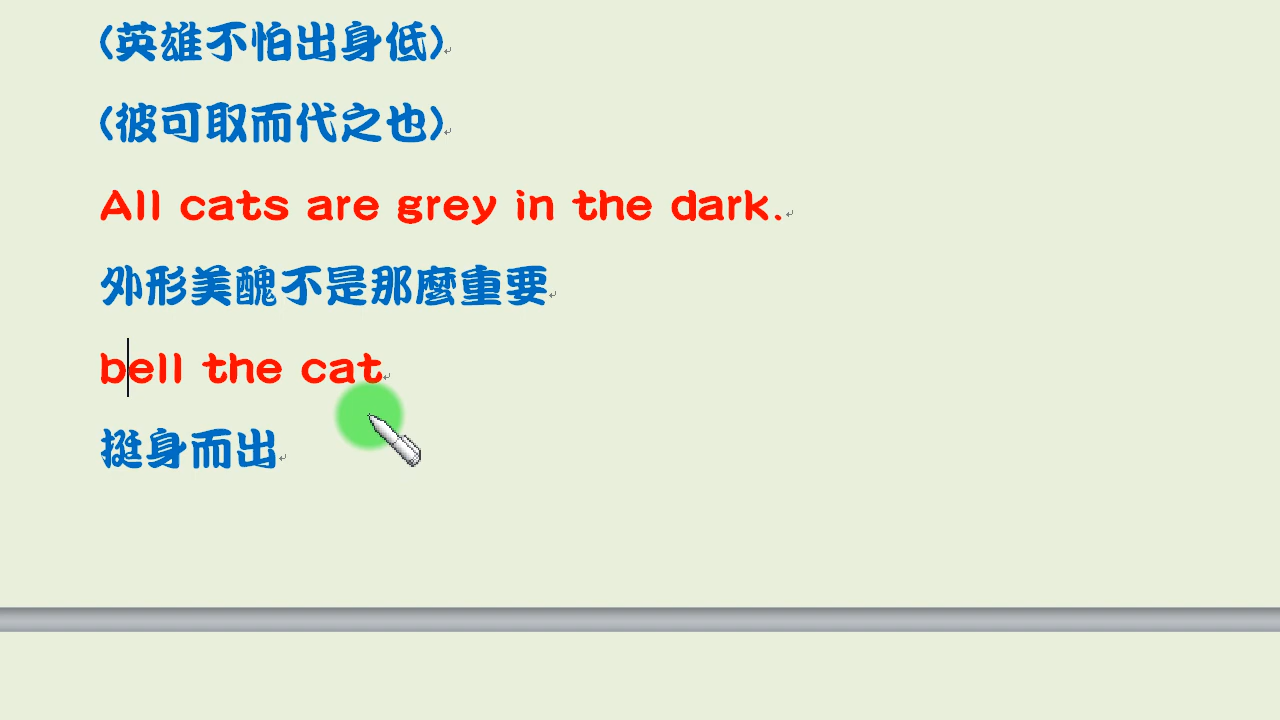 (英雄不怕出身低)
(彼可取而代之也)
All cats are grey in the dark.
外形美醜不是那麼重要
bell the cat
挺身而出